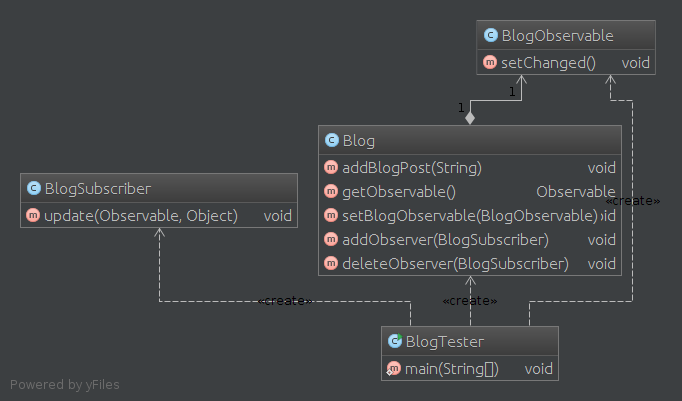 C BlogObservable
m setChanged() void
1
1
C Blog
m addBlogPost(String) void
m getObservable() Observable
m setBlogObservable(BlogObservable)
m addObserver(BlogSubscriber) void
m deleteObserver(BlogSubscriber) void
«create»
C BlogSubscriber
m update(Observable, Object) void
«create»
«create»
C BlogTester
m main(String[]) void
Powered by yFiles